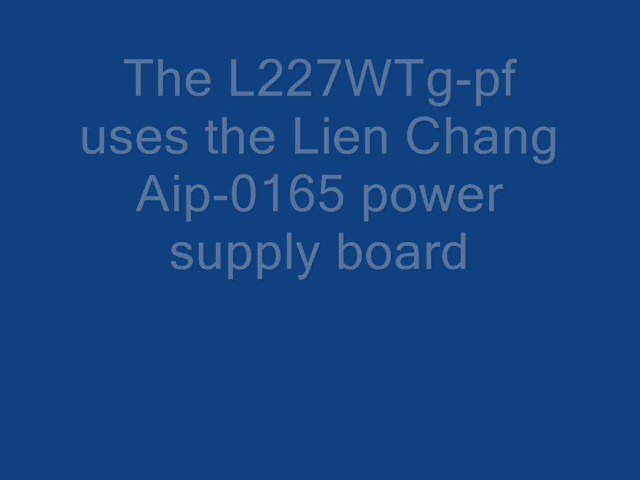 The L227WTg-pf
uses the Lien Chang
Aip-0165 power
supply board